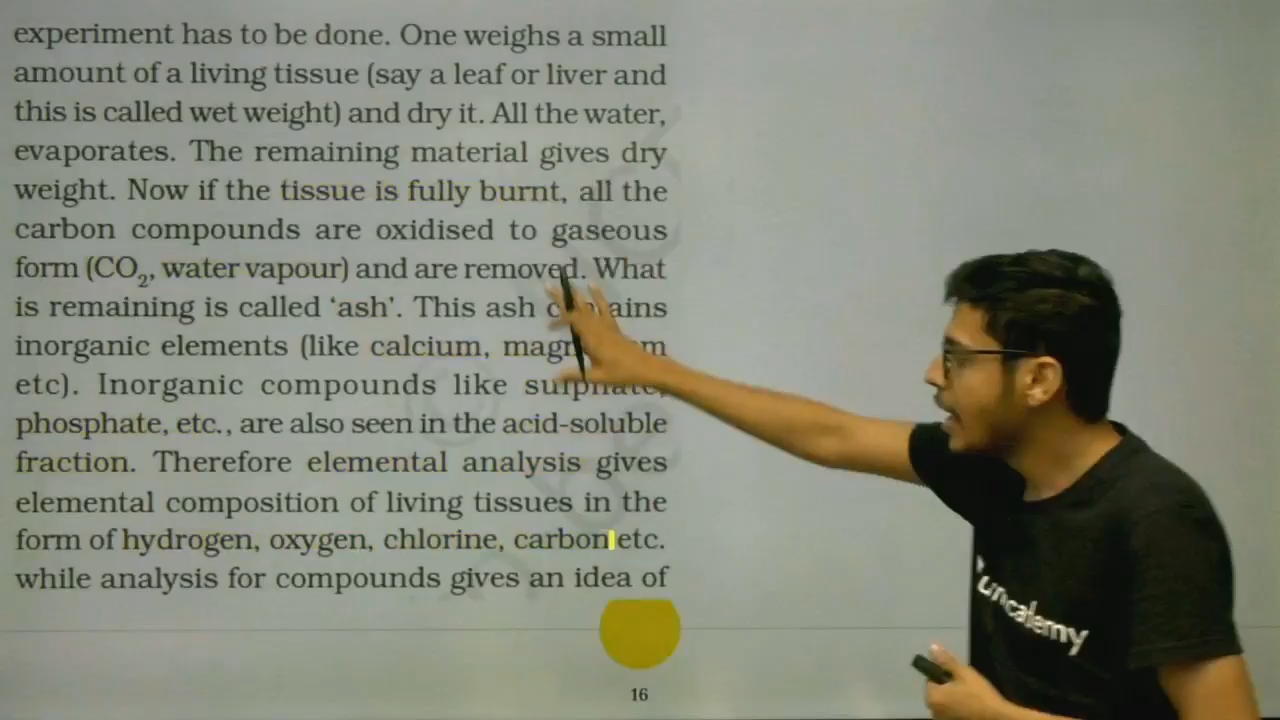 experiment has to be done. One weighs a small
amount of a living tissue (say a leaf or liver and
this is called wet weight) and dry it. All the water,
evaporates. The remaining material gives dry
weight. Now if the tissue is fully burnt, all the
carbon compounds are oxidised to gaseous
form (CO2, water vapour) and are removed. What
is remaining is called ‘ash’. This ash contains
inorganic elements (like calcium, magnesium
etc). Inorganic compounds like sulphate,
phosphate, etc., are also seen in the acid-soluble
fraction. Therefore elemental analysis gives
elemental composition of living tissues in the
form of hydrogen, oxygen, chlorine, carbon etc.
while analysis for compounds gives an idea of
16
unacademy